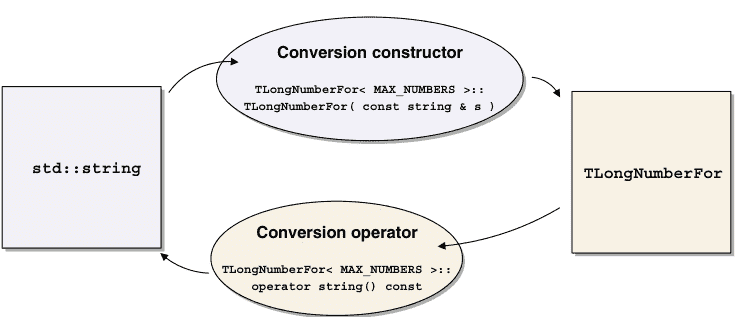 Conversion constructor
TLongNumberFor< MAX_NUMBERS >::
TLongNumberFor( const string & s )
std::string
TLongNumberFor
Conversion operator
TLongNumberFor< MAX_NUMBERS >::
operator string() const